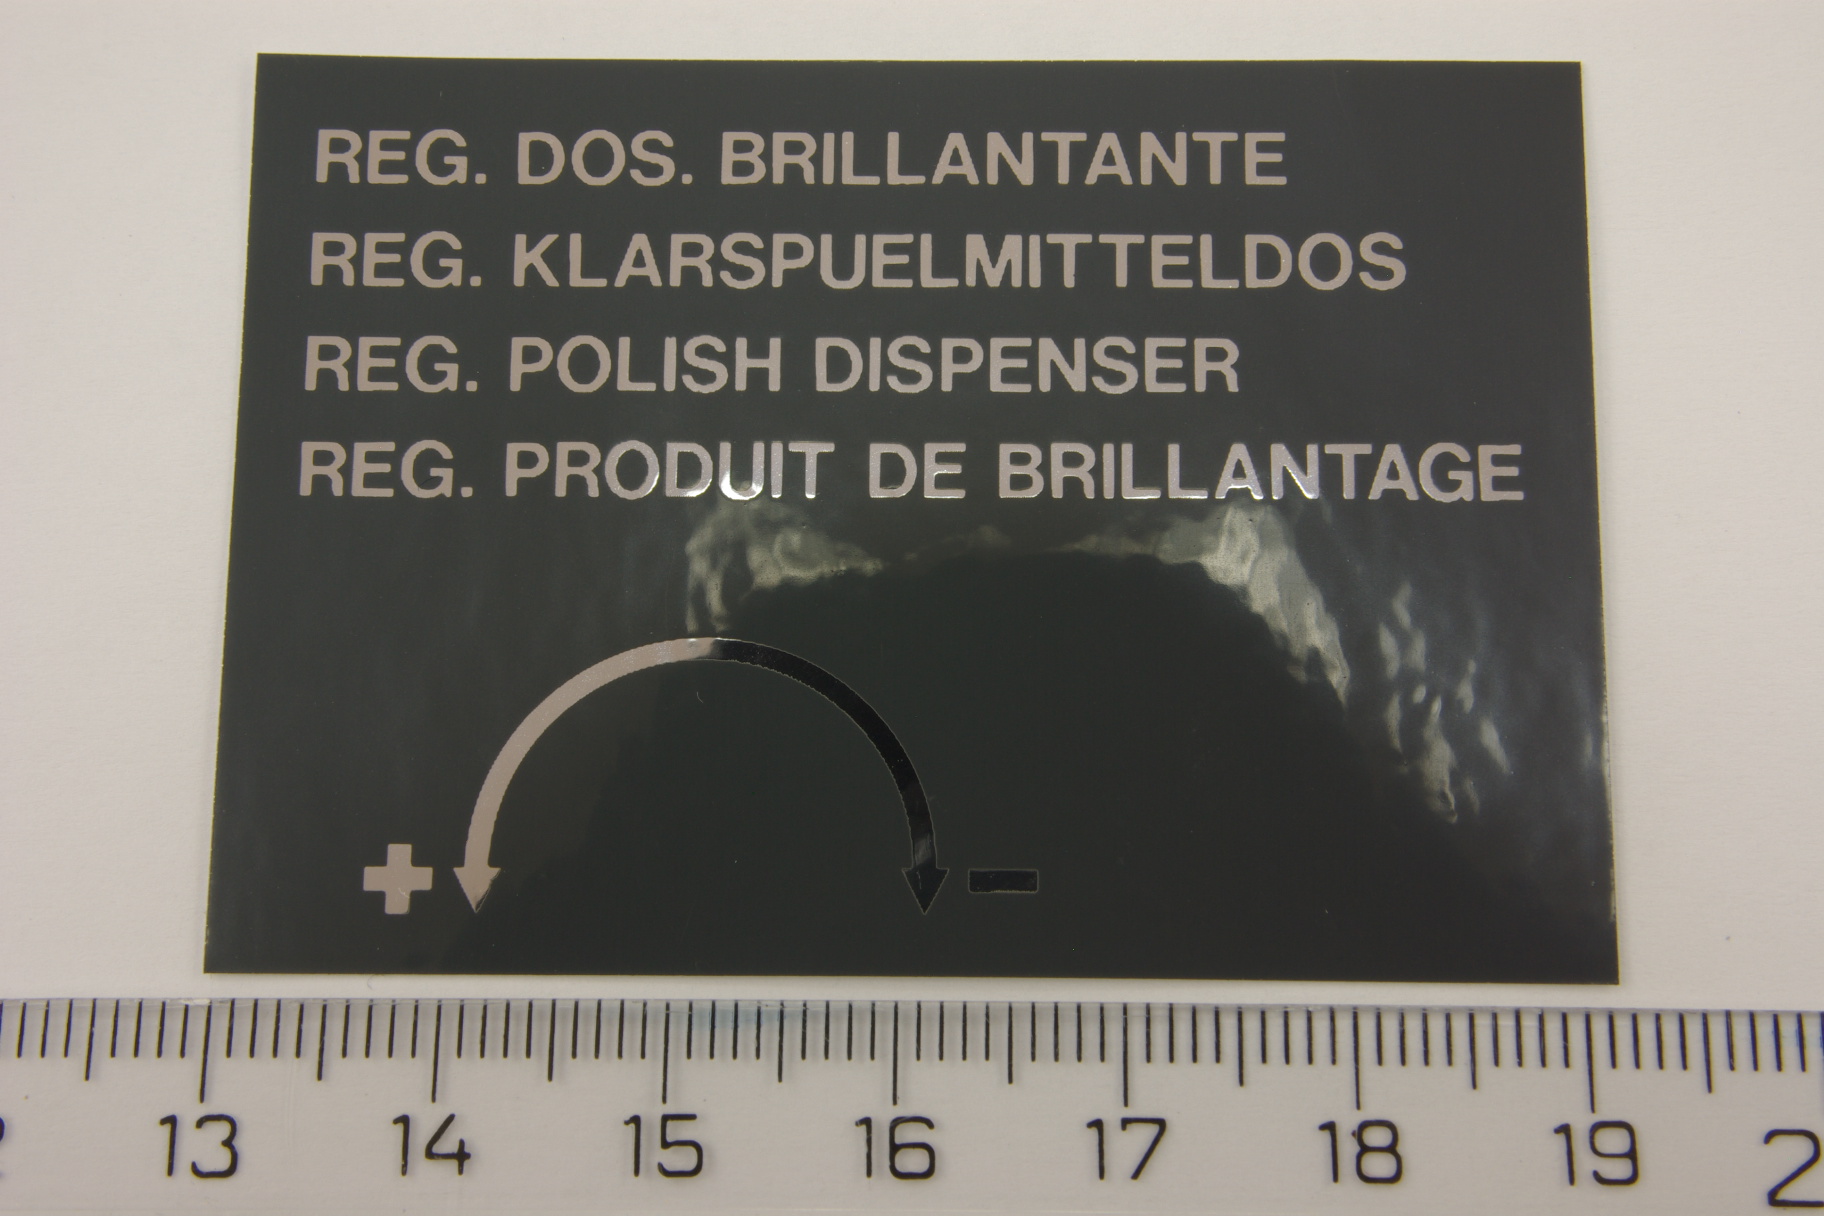 REG. DOS. BRILLANTANTE
REG. KLARSPUELMITTELDOS
REG. POLISH DISPENSER
REG. PRODUIT DE BRILLANTAGE
+ −
13 14 15 16 17 18 19